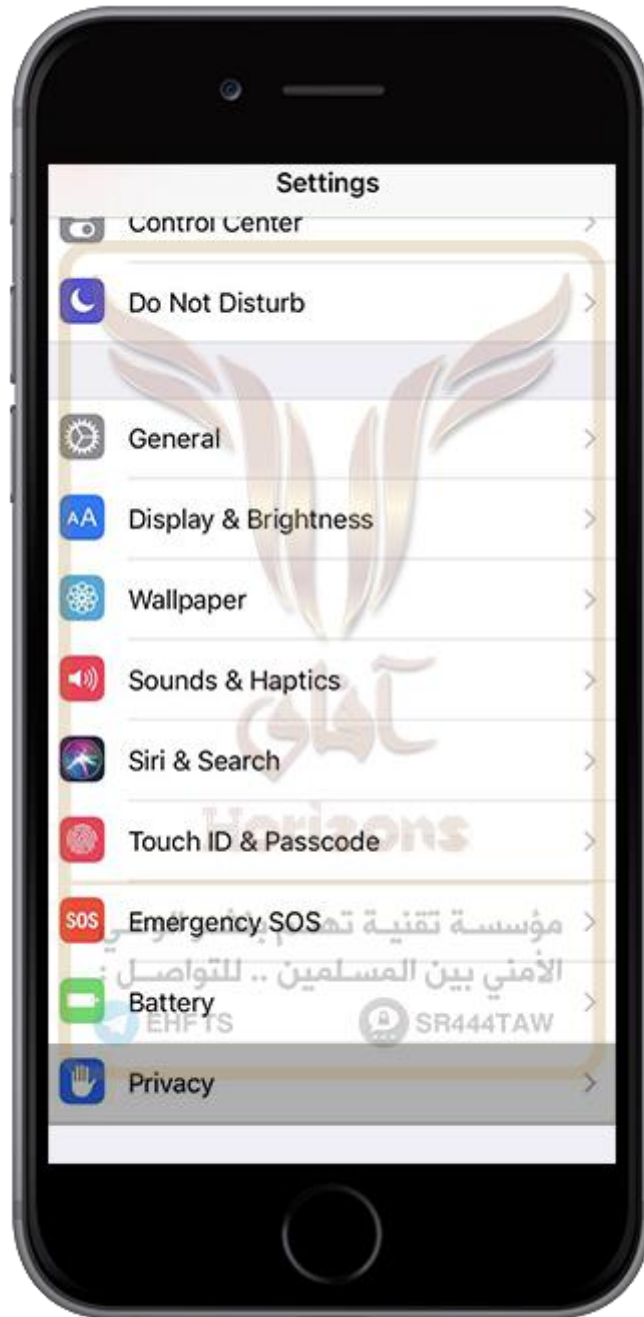 Settings
Control Center
Do Not Disturb
General
Display & Brightness
Wallpaper
Sounds & Haptics
آفاق
Siri & Search
Horizons
Touch ID & Passcode
Emergency SOS
مؤسسة تقنية
الأمني بين المسلمين .. للتواصل :
Battery
EHFTS SR444TAW
Privacy